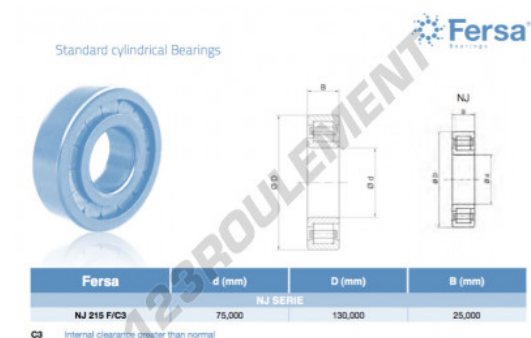 Fersa
Bearings
Standard cylindrical Bearings
B
Ø D
Ø d
NJ
B
Ø D
Ø d
123ROULEMENT
Fersa d (mm) D (mm) B (mm)
NJ SERIE
NJ 215 F/C3 75,000 130,000 25,000
C3 Internal clearance greater than normal